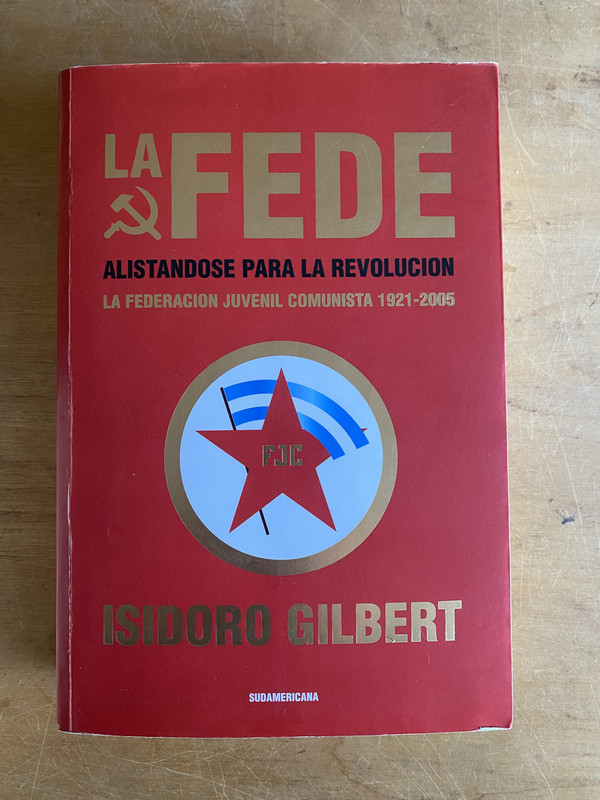 LA FEDE
ALISTANDOSE PARA LA REVOLUCION
LA FEDERACION JUVENIL COMUNISTA 1921-2005
FJC
ISIDORO GILBERT
SUDAMERICANA